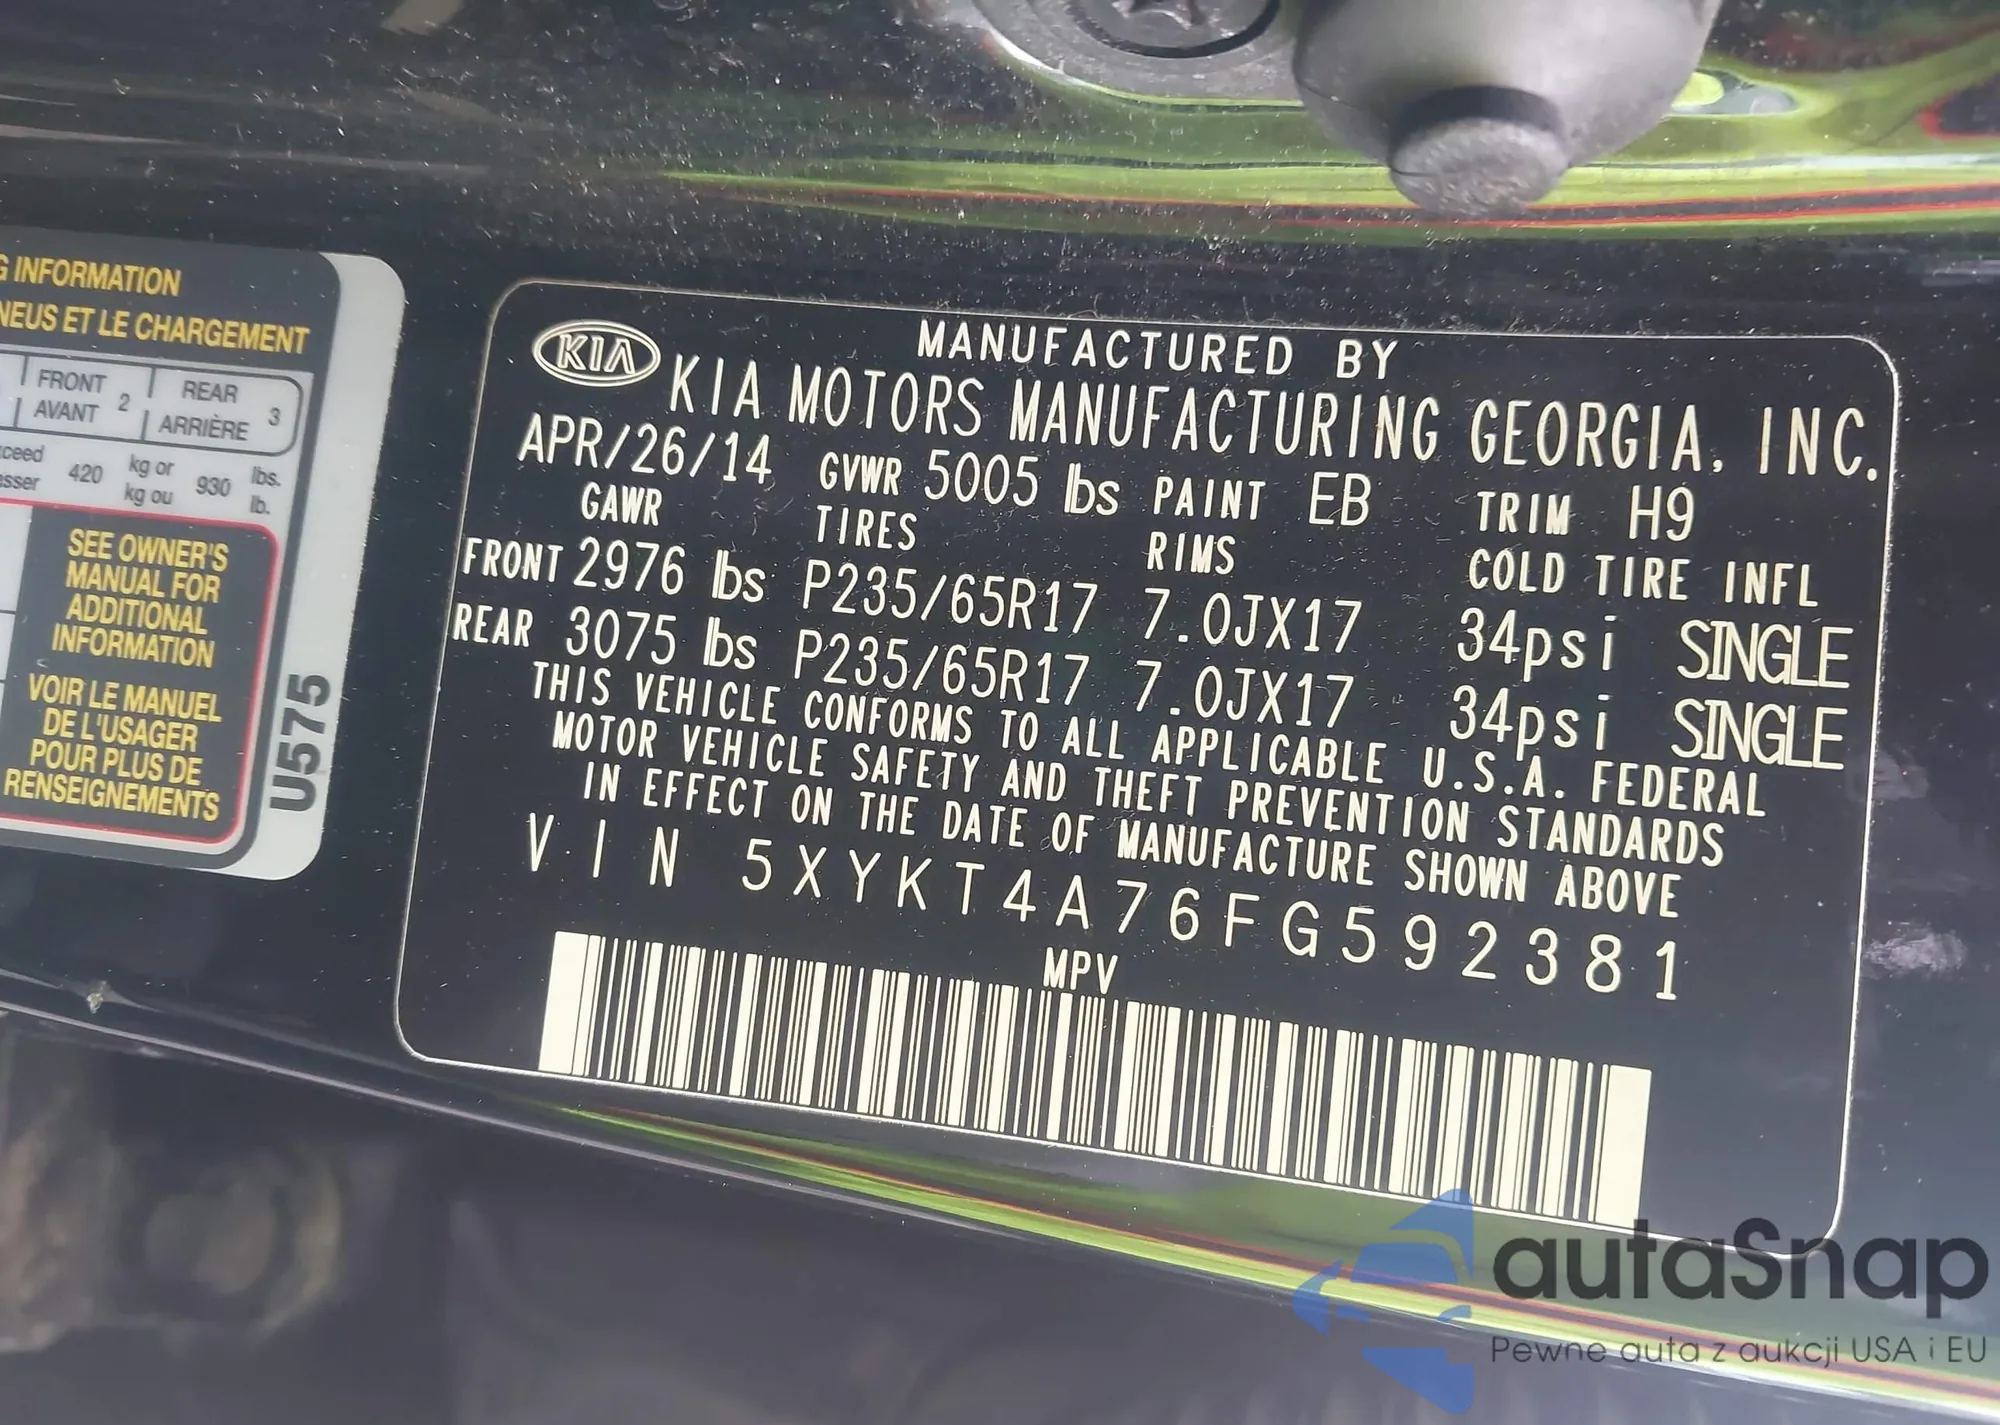 G INFORMATION
NEUS ET LE CHARGEMENT
FRONT
AVANT 2
REAR
ARRIÈRE 3
xceed
420 kg or
kg ou 930 lbs.
lb.
SEE OWNER'S
MANUAL FOR
ADDITIONAL
INFORMATION
VOIR LE MANUEL
DE L'USAGER
POUR PLUS DE
RENSEIGNEMENTS
U575
KIA
MANUFACTURED BY
KIA MOTORS MANUFACTURING GEORGIA, INC.
APR/26/14 GVWR 5005 lbs PAINT EB TRIM H9
GAWR TIRES RIMS COLD TIRE INFL
FRONT 2976 lbs P235/65R17 7.0JX17 34psi SINGLE
REAR 3075 lbs P235/65R17 7.0JX17 34psi SINGLE
THIS VEHICLE CONFORMS TO ALL APPLICABLE U.S.A. FEDERAL
MOTOR VEHICLE SAFETY AND THEFT PREVENTION STANDARDS
IN EFFECT ON THE DATE OF MANUFACTURE SHOWN ABOVE
VIN 5XYKT4A76FG592381
MPV
autaSnap
Pewne auta z aukcji USA i EU